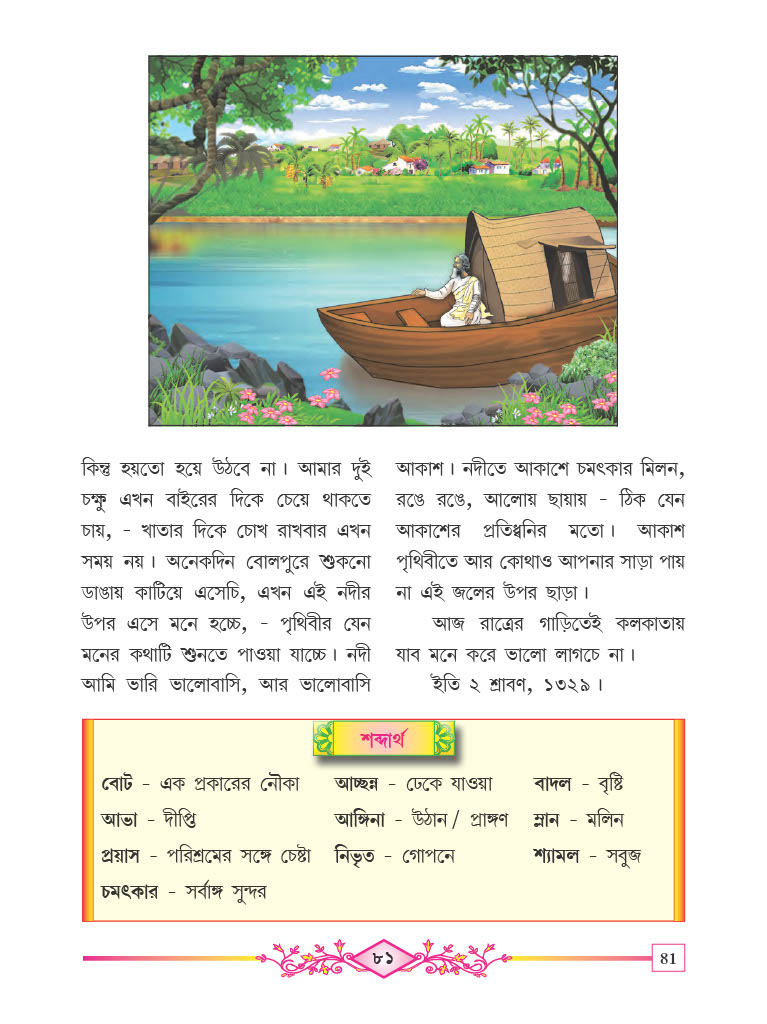 কিন্তু হয়তো হয়ে উঠবে না। আমার দুই
চক্ষু এখন বাইরের দিকে চেয়ে থাকতে
চায়, - খাতার দিকে চোখ রাখবার এখন
সময় নয়। অনেকদিন বোলপুরে শুকনো
ডাঙায় কাটিয়ে এসেচি, এখন এই নদীর
উপর এসে মনে হচ্চে, - পৃথিবীর যেন
মনের কথাটি শুনতে পাওয়া যাচ্চে। নদী
আমি ভারি ভালোবাসি, আর ভালোবাসি
আকাশ। নদীতে আকাশে চমৎকার মিলন,
রঙে রঙে, আলোয় ছায়ায় - ঠিক যেন
আকাশের প্রতিধ্বনির মতো। আকাশ
পৃথিবীতে আর কোথাও আপনার সাড়া পায়
না এই জলের উপর ছাড়া।
আজ রাত্রের গাড়িতেই কলকাতায়
যাব মনে করে ভালো লাগচে না।
ইতি ২ শ্রাবণ, ১৩২৯।
শব্দার্থ
বোট - এক প্রকারের নৌকা আচ্ছন্ন - ঢেকে যাওয়া বাদল - বৃষ্টি
আভা - দীপ্তি আঙ্গিনা - উঠান / প্রাঙ্গণ ম্লান - মলিন
প্রয়াস - পরিশ্রমের সঙ্গে চেষ্টা নিভৃত - গোপনে শ্যামল - সবুজ
চমৎকার - সর্বাঙ্গ সুন্দর
৮১
81